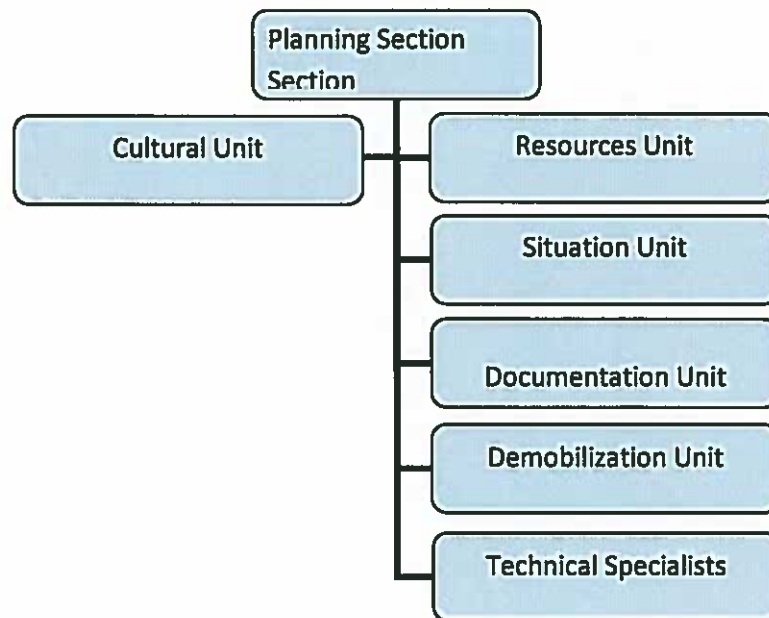 Planning Section
Section
Cultural Unit
Resources Unit
Situation Unit
Documentation Unit
Demobilization Unit
Technical Specialists